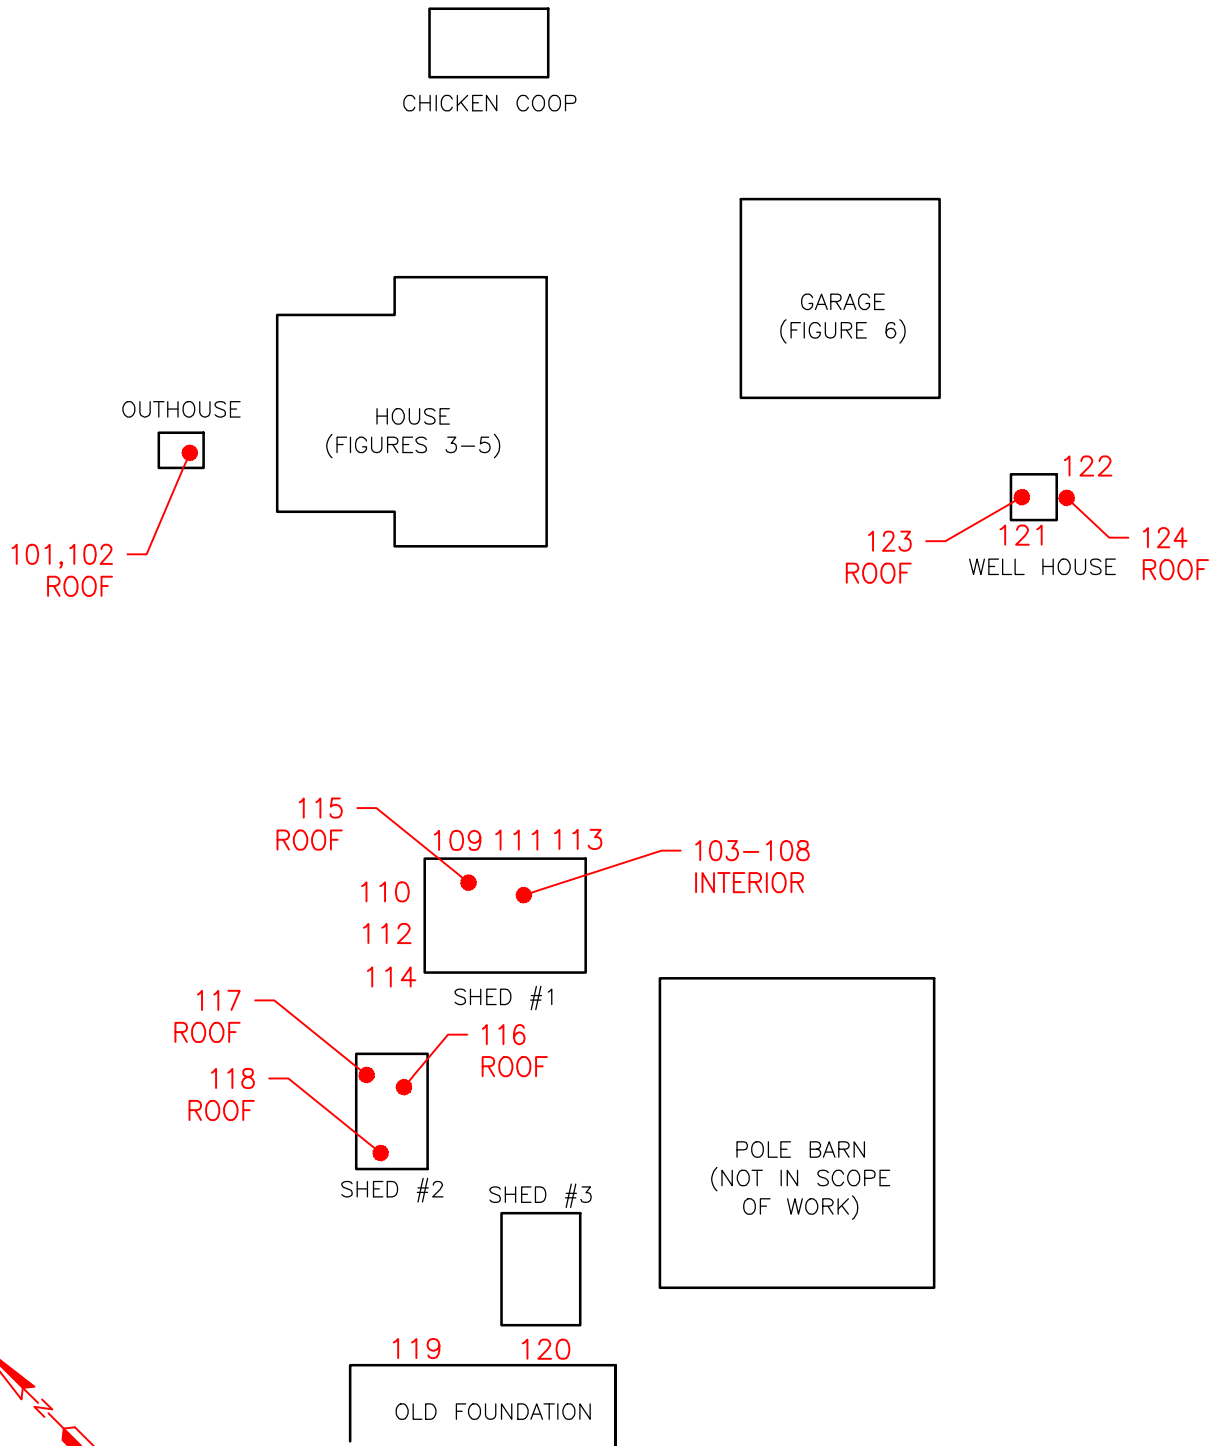 CHICKEN COOP
GARAGE
(FIGURE 6)
OUTHOUSE
HOUSE
(FIGURES 3-5)
101,102
ROOF
122
123
ROOF
121
WELL HOUSE
124
ROOF
115
ROOF
109 111 113
103-108
INTERIOR
110
112
114
SHED #1
117
ROOF
116
ROOF
118
ROOF
SHED #2
SHED #3
POLE BARN
(NOT IN SCOPE
OF WORK)
119
120
OLD FOUNDATION
N